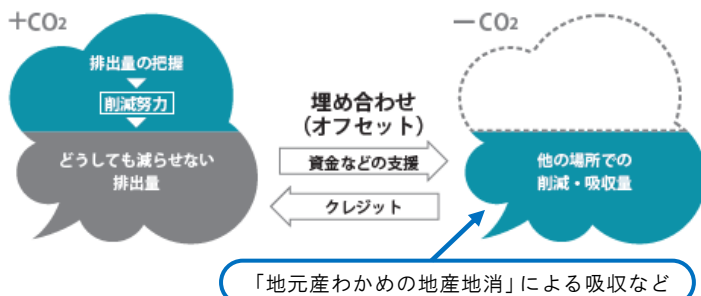 +CO2
排出量の把握
削減努力
どうしても減らせない
排出量
埋め合わせ
(オフセット)
資金などの支援
クレジット
−CO2
他の場所での
削減・吸収量
「地元産わかめの地産地消」による吸収など